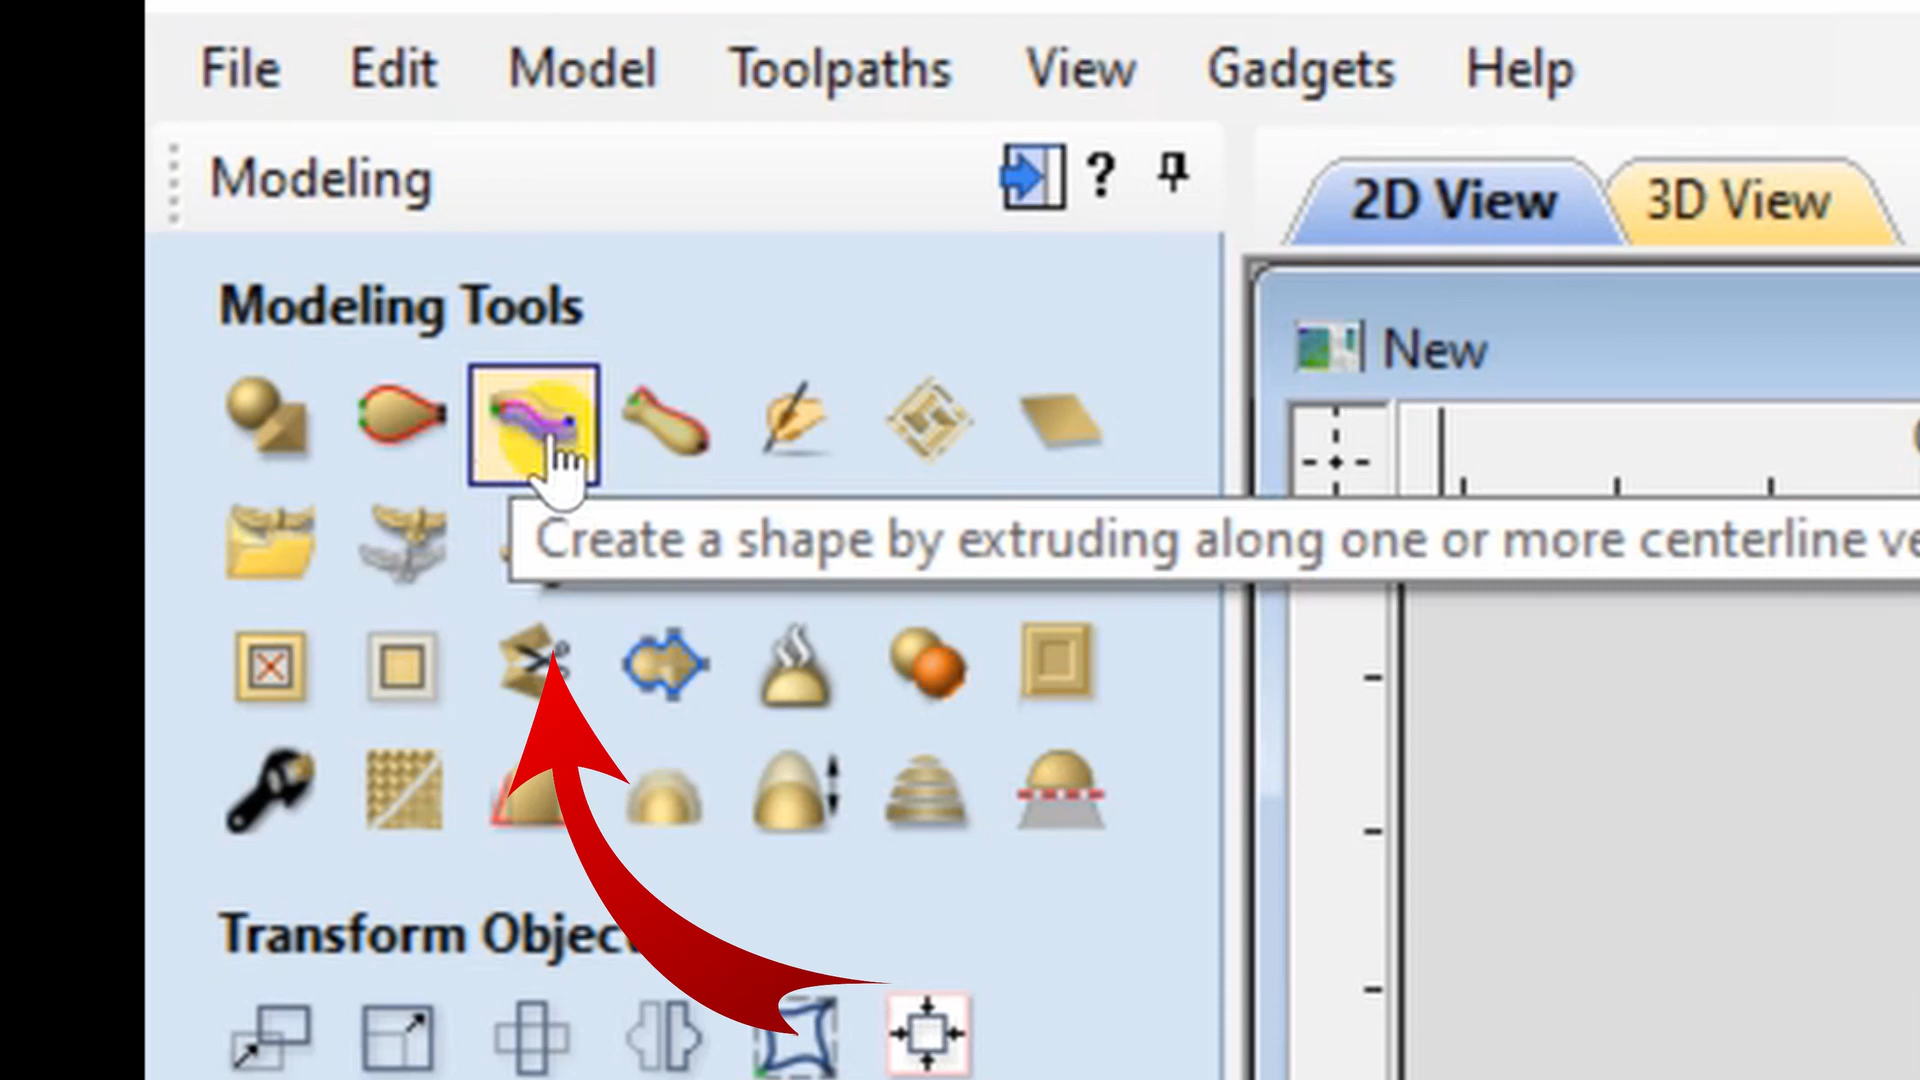 File Edit Model Toolpaths View Gadgets Help
Modeling ?
2D View 3D View
Modeling Tools
New
Create a shape by extruding along one or more centerline
Transform